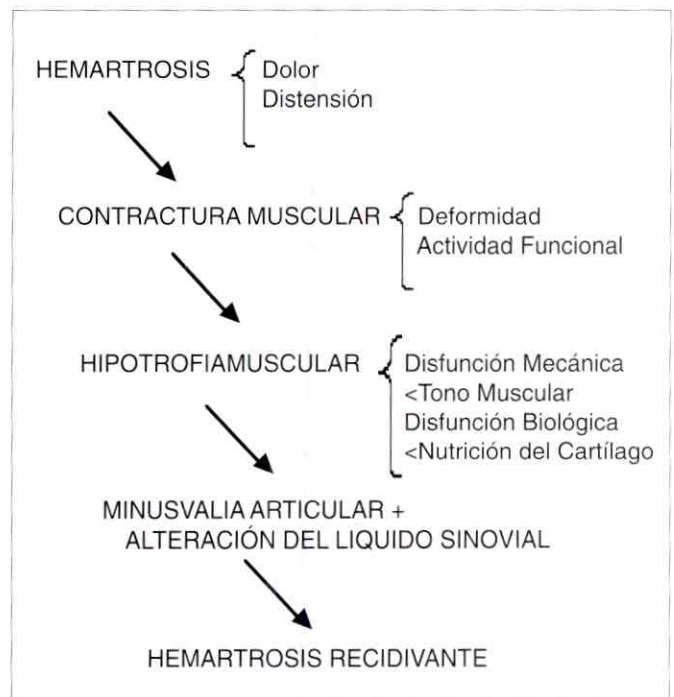 HEMARTROSIS
Dolor
Distensión
CONTRACTURA MUSCULAR
Deformidad
Actividad Funcional
HIPOTROFIAMUSCULAR
Disfunción Mecánica
<Tono Muscular
Disfunción Biológica
<Nutrición del Cartílago
MINUSVALIA ARTICULAR +
ALTERACIÓN DEL LIQUIDO SINOVIAL
HEMARTROSIS RECIDIVANTE